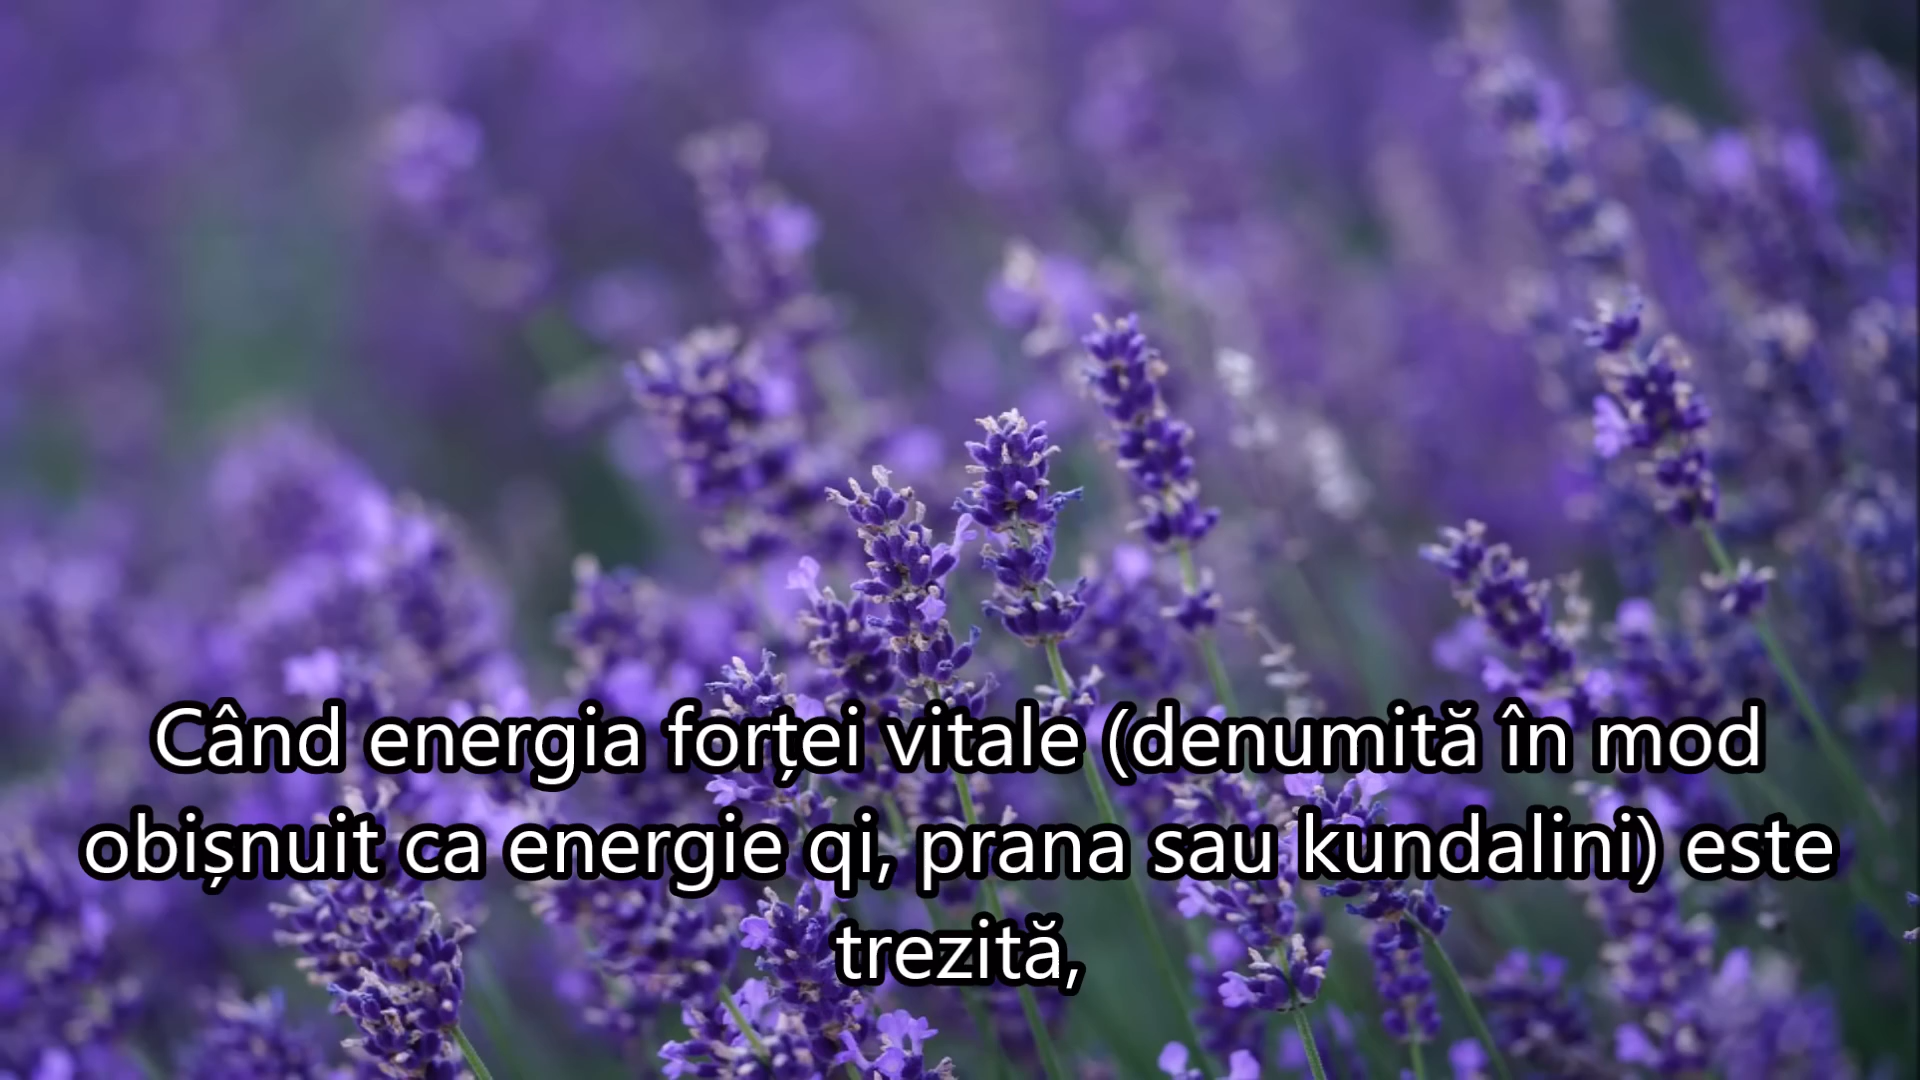 Când energia forței vitale (denumită în mod
obișnuit ca energie qi, prana sau kundalini) este
trezită,